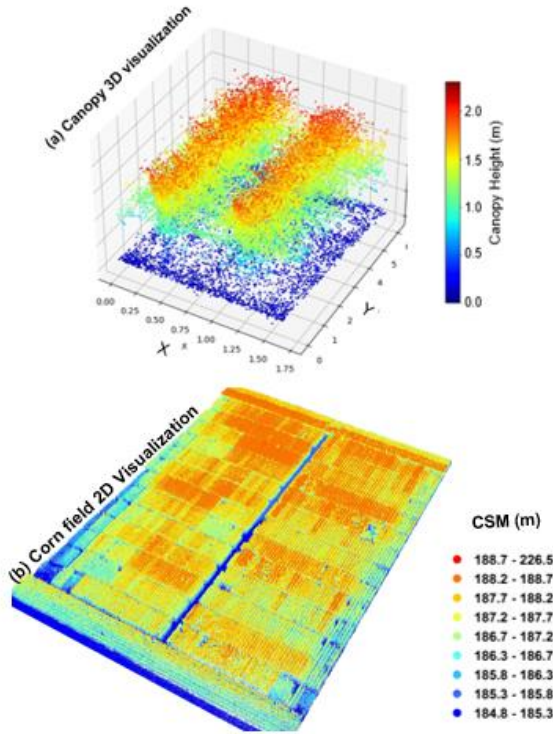 (a) Canopy 3D visualization
2.0
1.5
1.0
0.5
0.0
Canopy Height (m)
0.00
0.25
0.50
0.75
1.00
1.25
1.50
1.75
X
0
1
2
4
5
Y
(b) Corn field 2D Visualization
CSM (m)
188.7 - 226.5
188.2 - 188.7
187.7 - 188.2
187.2 - 187.7
186.7 - 187.2
186.3 - 186.7
185.8 - 186.3
185.3 - 185.8
184.8 - 185.3